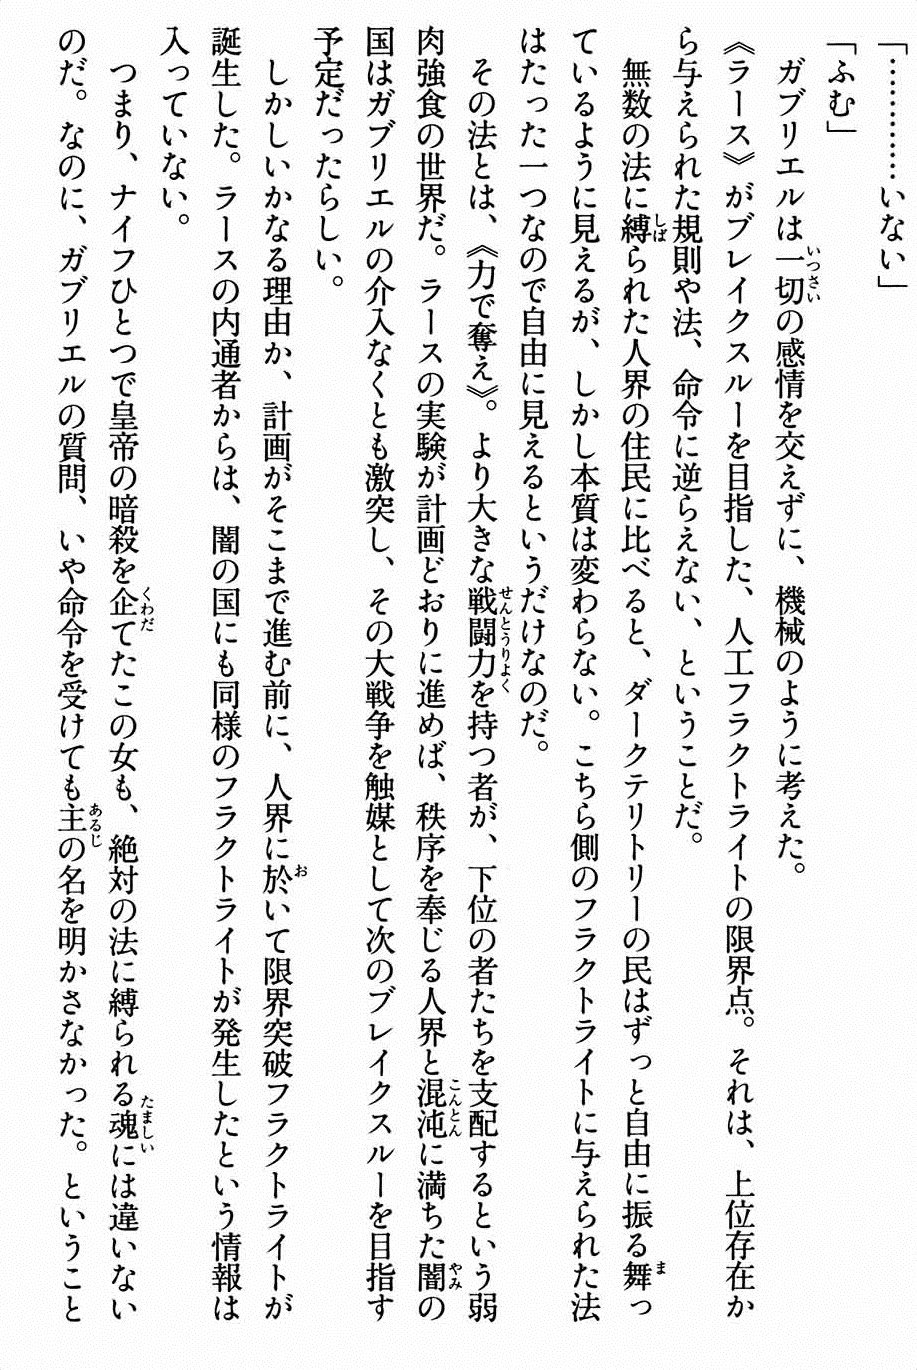 「…………いない」
「ふむ」
　ガブリエルは一切の感情を交えずに、機械のように考えた。
《ラース》がブレイクスルーを目指した、人工フラクトライトの限界点。それは、上位存在か
ら与えられた規則や法、命令に逆らえない、ということだ。
　無数の法に縛られた人界の住民に比べると、ダークテリトリーの民はずっと自由に振る舞っ
ているように見えるが、しかし本質は変わらない。こちら側のフラクトライトに与えられた法
はたった一つなので自由に見えるというだけなのだ。
　その法とは、《力で奪え》。より大きな戦闘力を持つ者が、下位の者たちを支配するという弱
肉強食の世界だ。ラースの実験が計画どおりに進めば、秩序を奉じる人界と混沌に満ちた闇の
国はガブリエルの介入なくとも激突し、その大戦争を触媒として次のブレイクスルーを目指す
予定だったらしい。
　しかしいかなる理由か、計画がそこまで進む前に、人界に於いて限界突破フラクトライトが
誕生した。ラースの内通者からは、闇の国にも同様のフラクトライトが発生したという情報は
入っていない。
　つまり、ナイフひとつで皇帝の暗殺を企てたこの女も、絶対の法に縛られる魂には違いない
のだ。なのに、ガブリエルの質問、いや命令を受けても主の名を明かさなかった。ということ